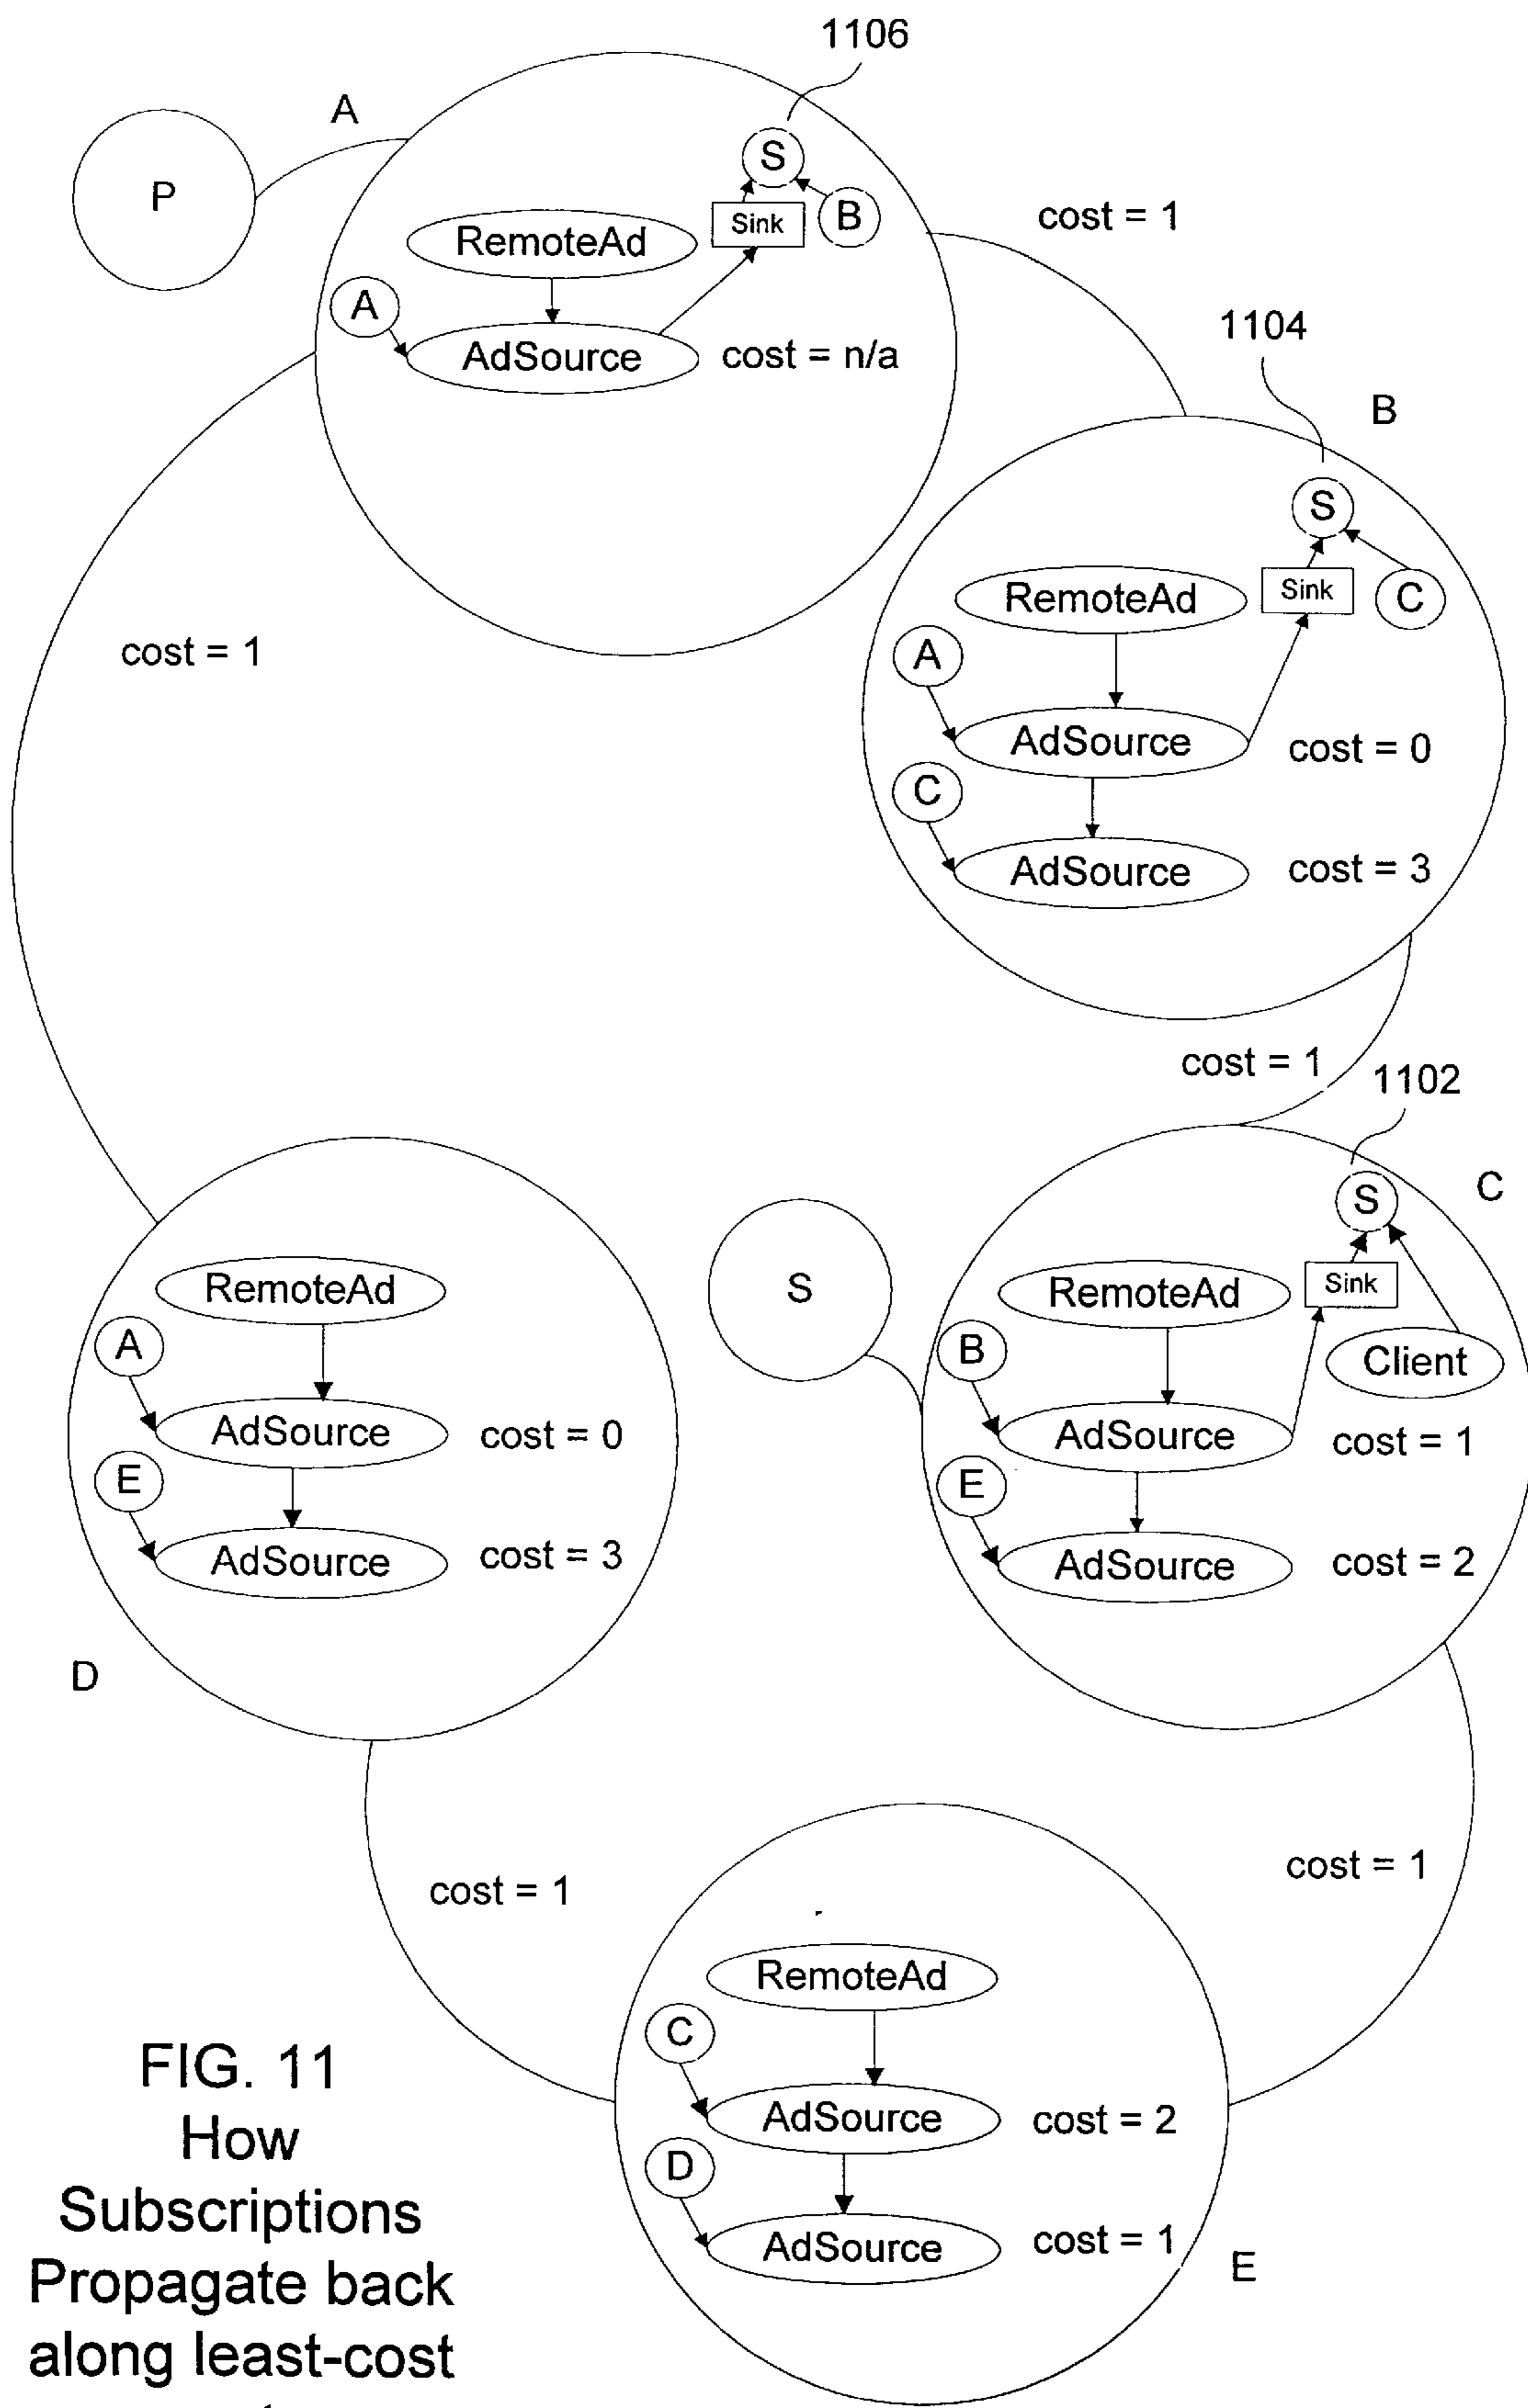 1106
A
P
S
Sink
B
RemoteAd
cost = 1
A
AdSource
cost = n/a
1104
B
S
Sink
C
RemoteAd
cost = 1
A
AdSource
cost = 0
C
AdSource
cost = 3
cost = 1
1102
C
S
Sink
Client
S
RemoteAd
B
AdSource
cost = 1
E
AdSource
cost = 2
RemoteAd
A
AdSource
cost = 0
E
AdSource
cost = 3
D
cost = 1
cost = 1
RemoteAd
C
AdSource
cost = 2
D
AdSource
cost = 1
E
FIG. 11
How
Subscriptions
Propagate back
along least-cost